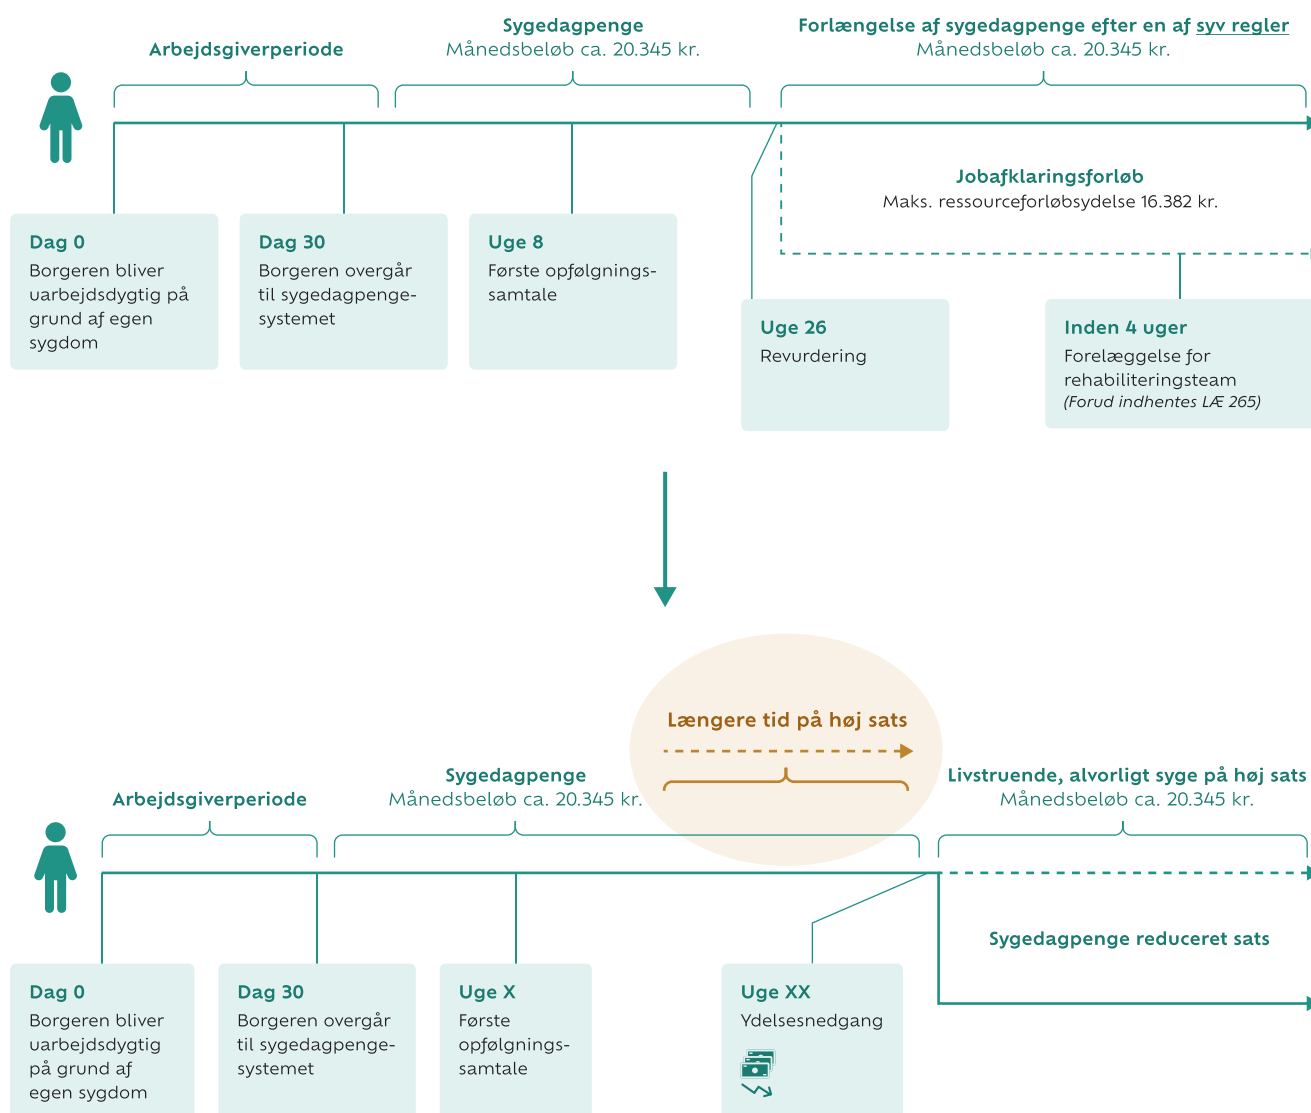 Arbejdsgiverperiode
Sygedagpenge
Månedsbeløb ca. 20.345 kr.
Forlængelse af sygedagpenge efter en af syv regler
Månedsbeløb ca. 20.345 kr.
Jobafklaringsforløb
Maks. ressourceforløbsydelse 16.382 kr.
Dag 0
Borgeren bliver
uarbejdsdygtig på
grund af egen
sygdom
Dag 30
Borgeren overgår
til sygedagpenge-
systemet
Uge 8
Første opfølgnings-
samtale
Uge 26
Revurdering
Inden 4 uger
Forelæggelse for
rehabiliteringsteam
(Forud indhentes LÆ 265)
Længere tid på høj sats
Arbejdsgiverperiode
Sygedagpenge
Månedsbeløb ca. 20.345 kr.
Livstruende, alvorligt syge på høj sats
Månedsbeløb ca. 20.345 kr.
Sygedagpenge reduceret sats
Dag 0
Borgeren bliver
uarbejdsdygtig
på grund af
egen sygdom
Dag 30
Borgeren overgår
til sygedagpenge-
systemet
Uge X
Første
opfølgnings-
samtale
Uge XX
Ydelsesnedgang